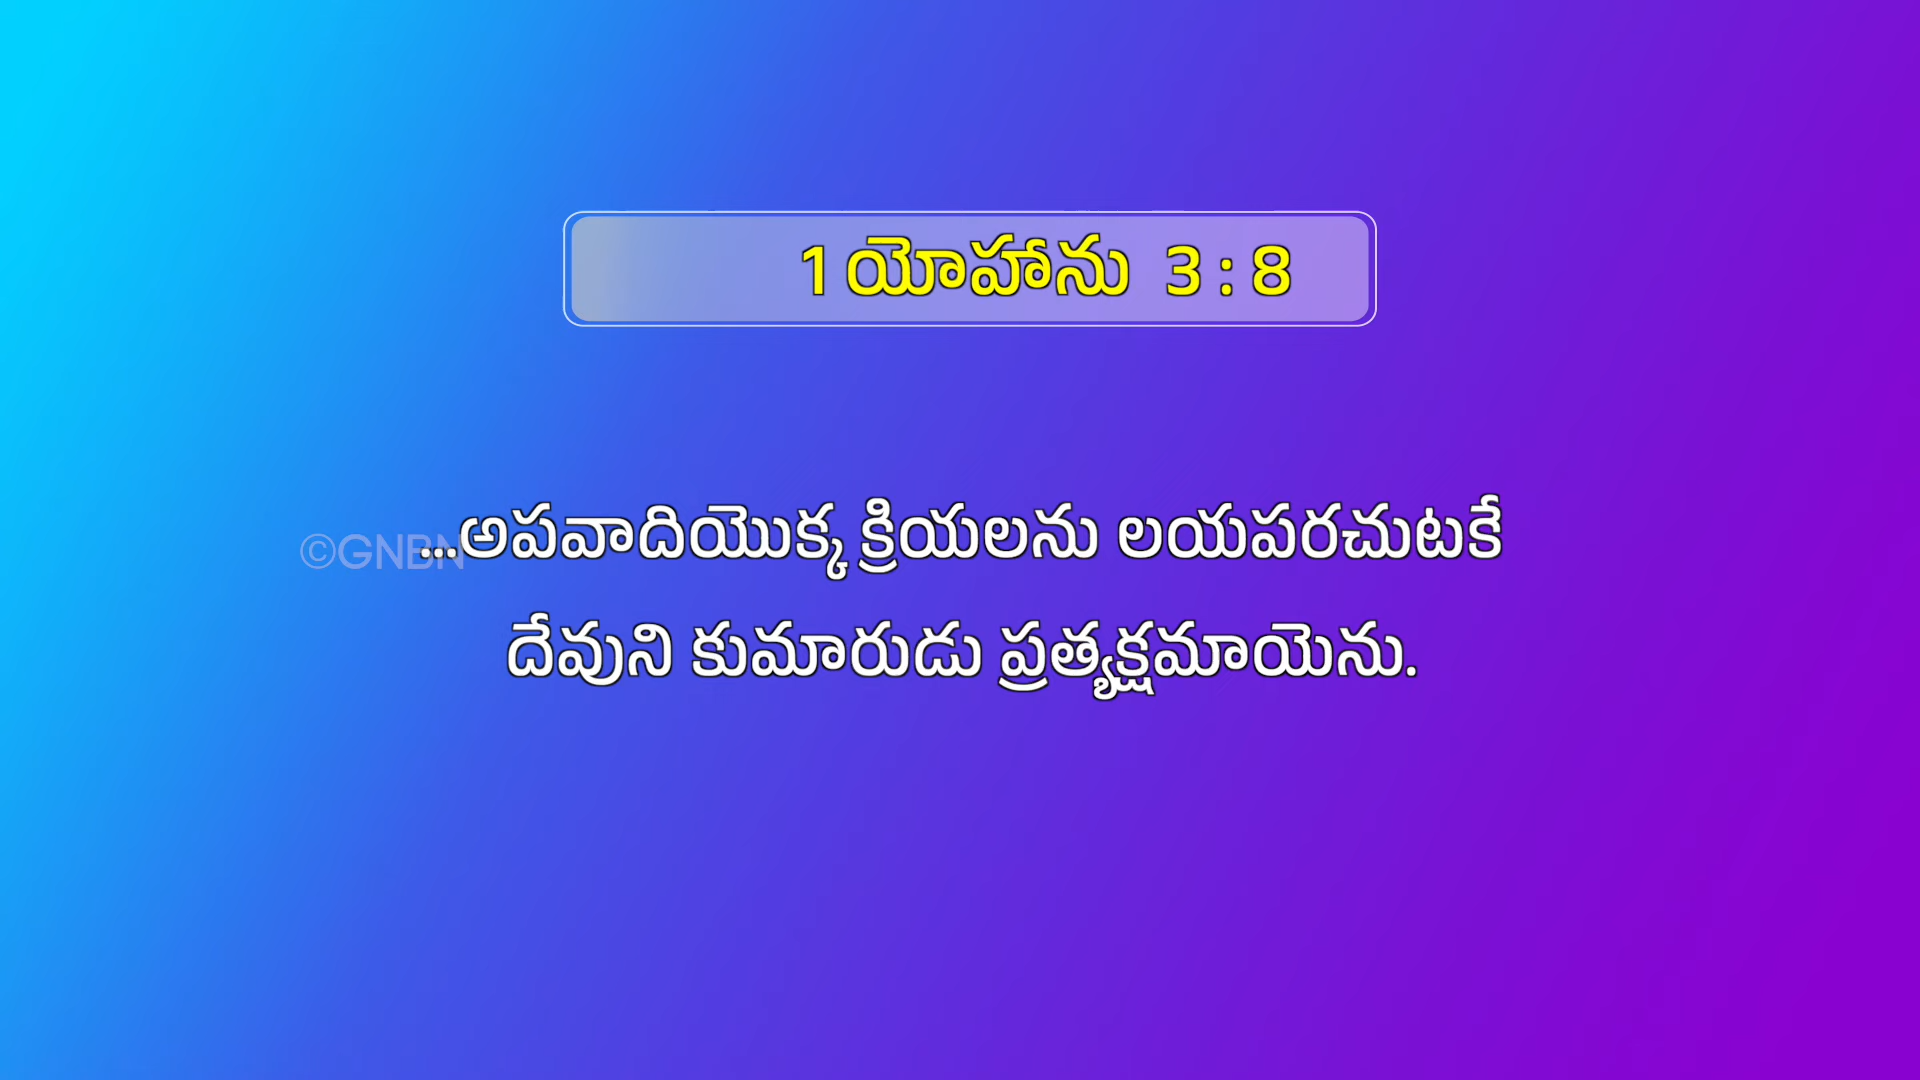 1 యోహాను 3 : 8
...అపవాదియొక్క క్రియలను లయపరచుటకే
©GNBN
దేవుని కుమారుడు ప్రత్యక్షమాయెను.